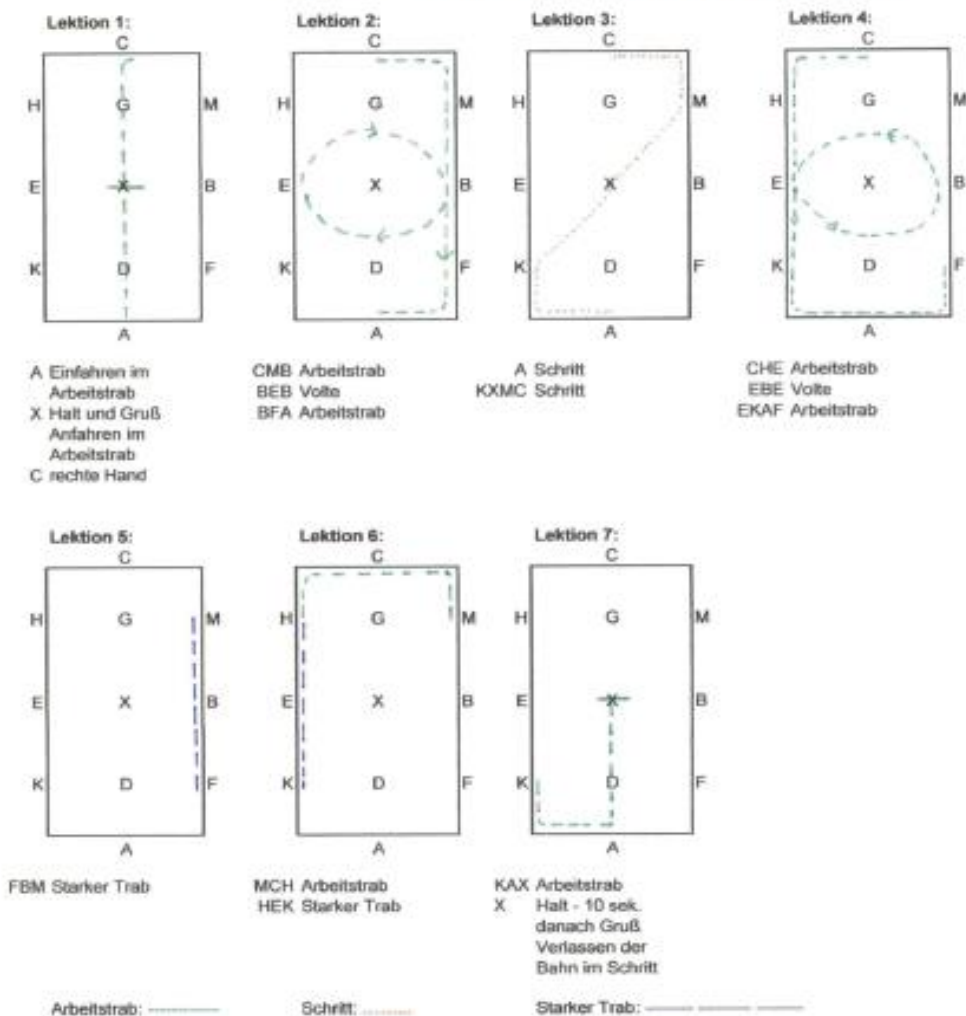 Lektion 1:
C
H G M
E X B
K D F
A
A Einfahren im
Arbeitstrab
X Halt und Gruß
Anfahren im
Arbeitstrab
C rechte Hand
Lektion 2:
C
H G M
E X B
K D F
A
CMB Arbeitstrab
BEB Volte
BFA Arbeitstrab
Lektion 3:
C
H G M
E X B
K D F
A
A Schritt
KXMC Schritt
Lektion 4:
C
H G M
E X B
K D F
A
CHE Arbeitstrab
EBE Volte
EKAF Arbeitstrab
Lektion 5:
C
H G M
E X B
K D F
A
FBM Starker Trab
Lektion 6:
C
H G M
E X B
K D F
A
MCH Arbeitstrab
HEK Starker Trab
Lektion 7:
C
H G M
E X B
K D F
A
KAX Arbeitstrab
X Halt - 10 sek.
danach Gruß
Verlassen der
Bahn im Schritt
Arbeitstrab: Schritt: Starker Trab: